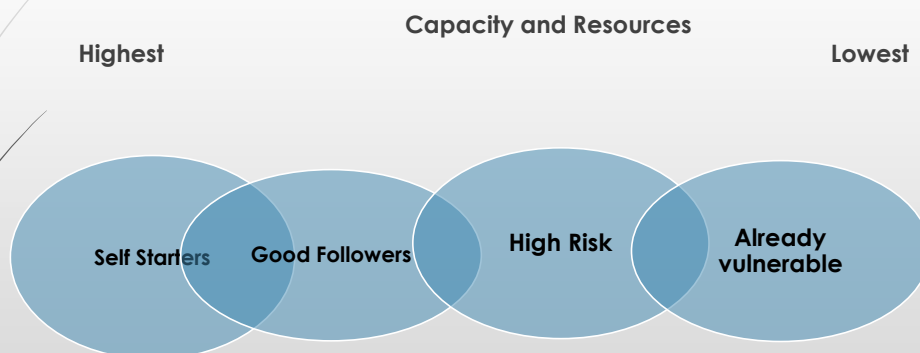 Capacity and Resources
Highest
Lowest
Self Starters
Good Followers
High Risk
Already
vulnerable